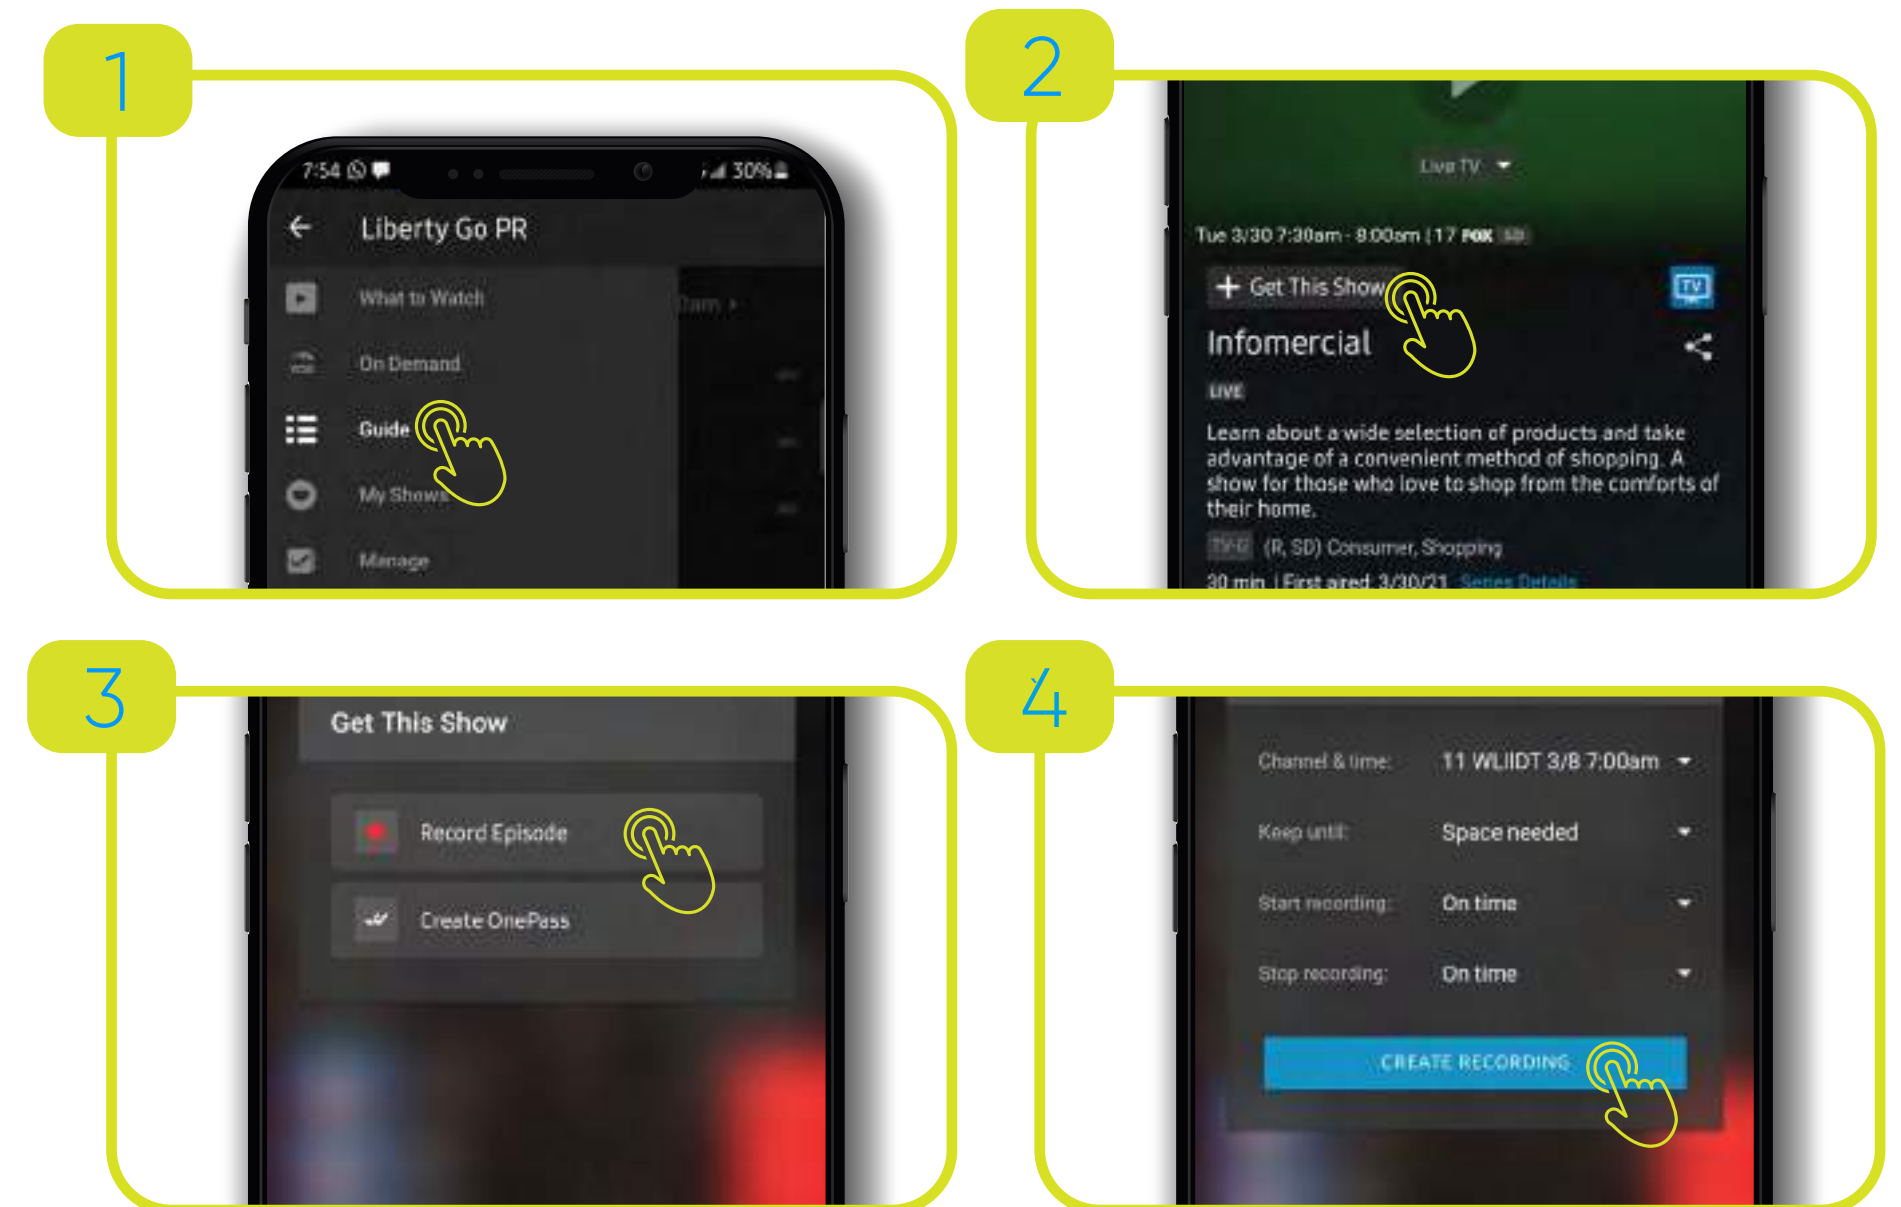 1
7:54
30%
Liberty Go PR
What to Watch
On Demand
Guide
My Shows
Manage
2
Live TV
Tue 3/30 7:30am - 8:00am | 17 FOX SD
+ Get This Show
TV
Infomercial
LIVE
Learn about a wide selection of products and take
advantage of a convenient method of shopping. A
show for those who love to shop from the comforts of
their home.
TV-G (R, SD) Consumer, Shopping
30 min. | First aired 3/30/21 Series Details
3
Get This Show
Record Episode
Create OnePass
4
Channel & time: 11 WLIIDT 3/8 7:00am
Keep until: Space needed
Start recording: On time
Stop recording: On time
CREATE RECORDING